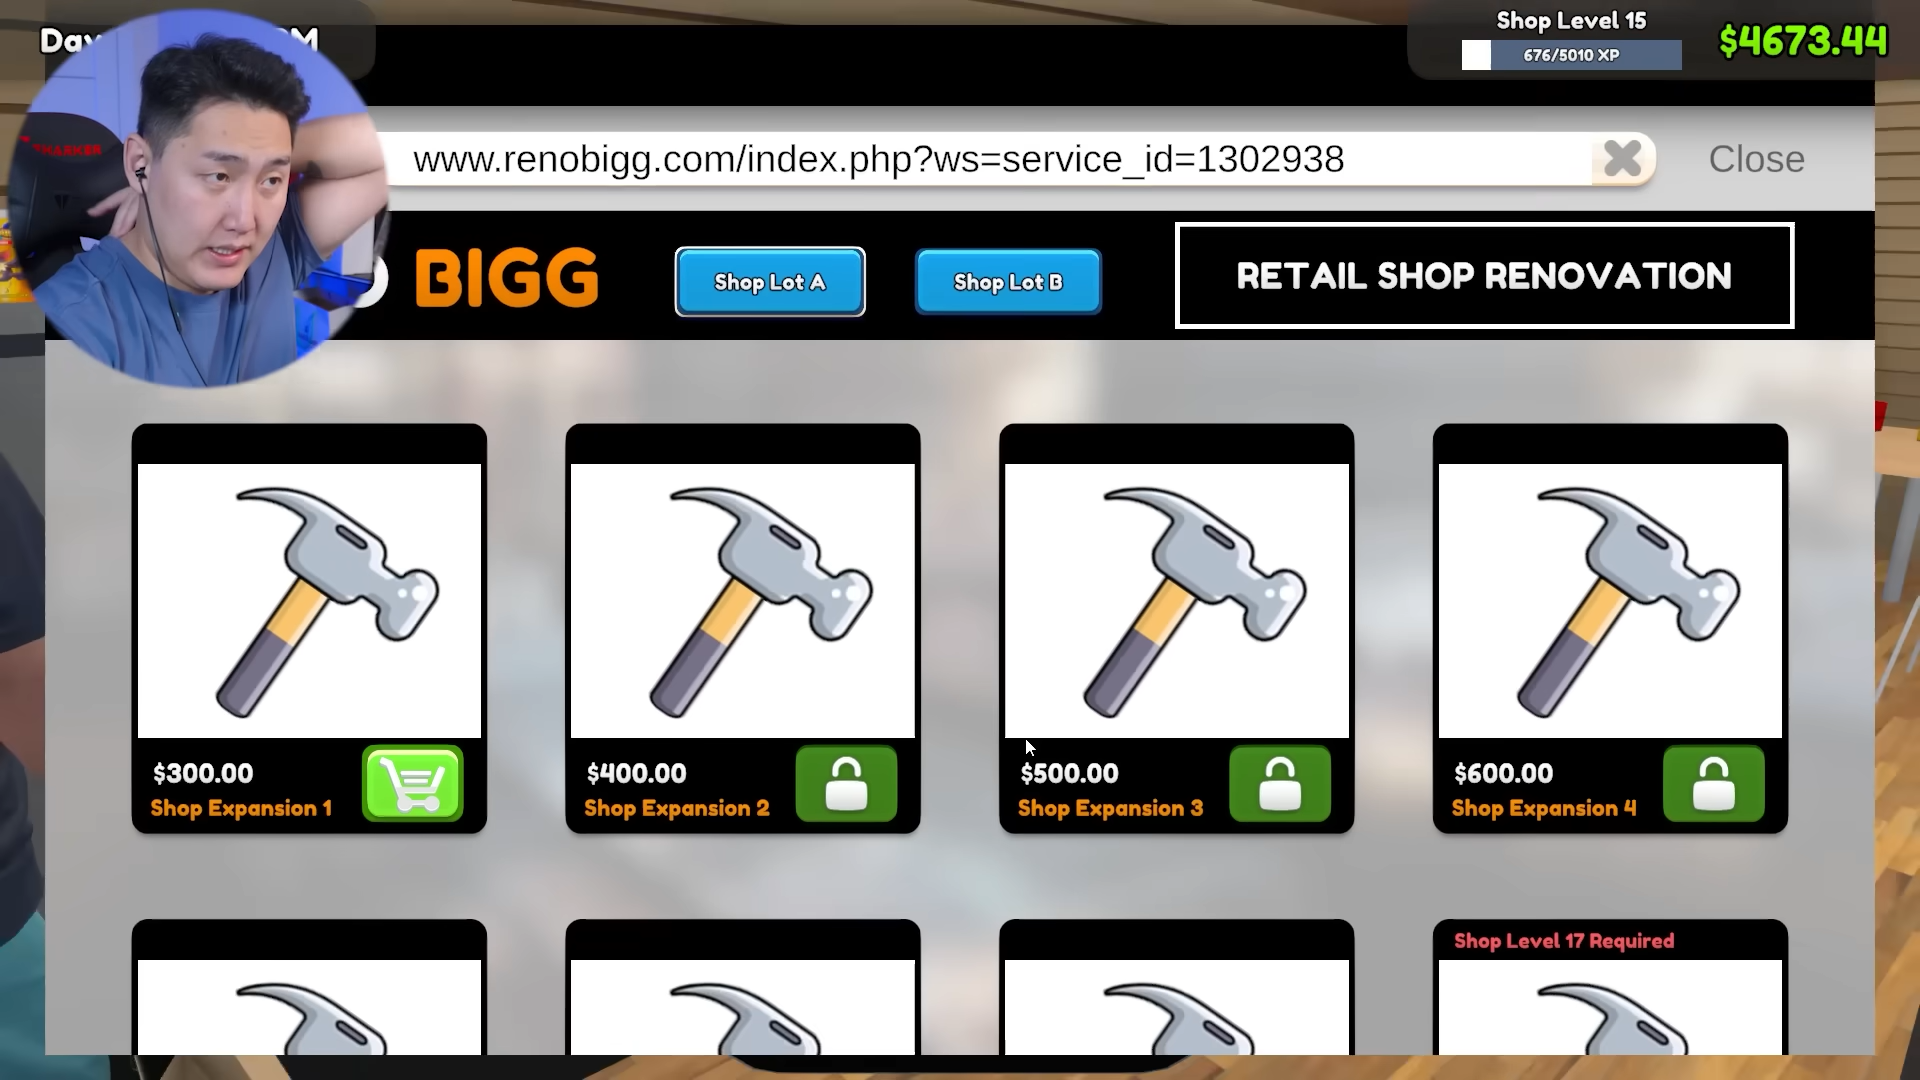 Shop Level 15
$4673.44
676/5010 XP
www.renobigg.com/index.php?ws=service_id=1302938
Close
BIGG
Shop Lot A
Shop Lot B
RETAIL SHOP RENOVATION
$300.00
Shop Expansion 1
$400.00
Shop Expansion 2
$500.00
Shop Expansion 3
$600.00
Shop Expansion 4
Shop Level 17 Required